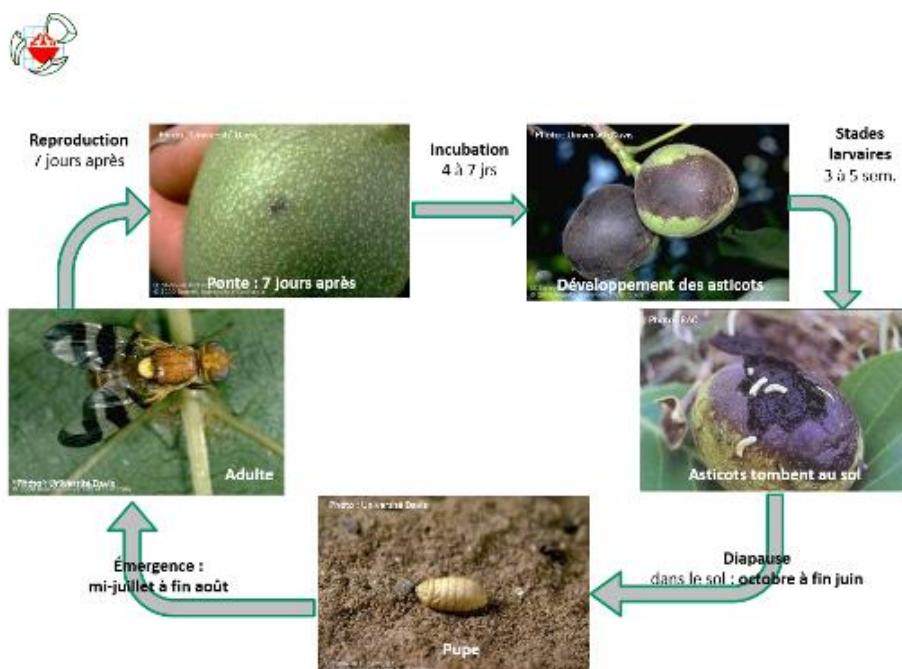 Reproduction
7 jours après
Ponte : 7 jours après
Incubation
4 à 7 jrs
Photo : Université Davis
Développement des asticots
Stades
larvaires
3 à 5 sem.
Asticots tombent au sol
Diapause
dans le sol : octobre à fin juin
Photo : Université Davis
Pupe
Émergence :
mi-juillet à fin août
Photo : Université Davis
Adulte